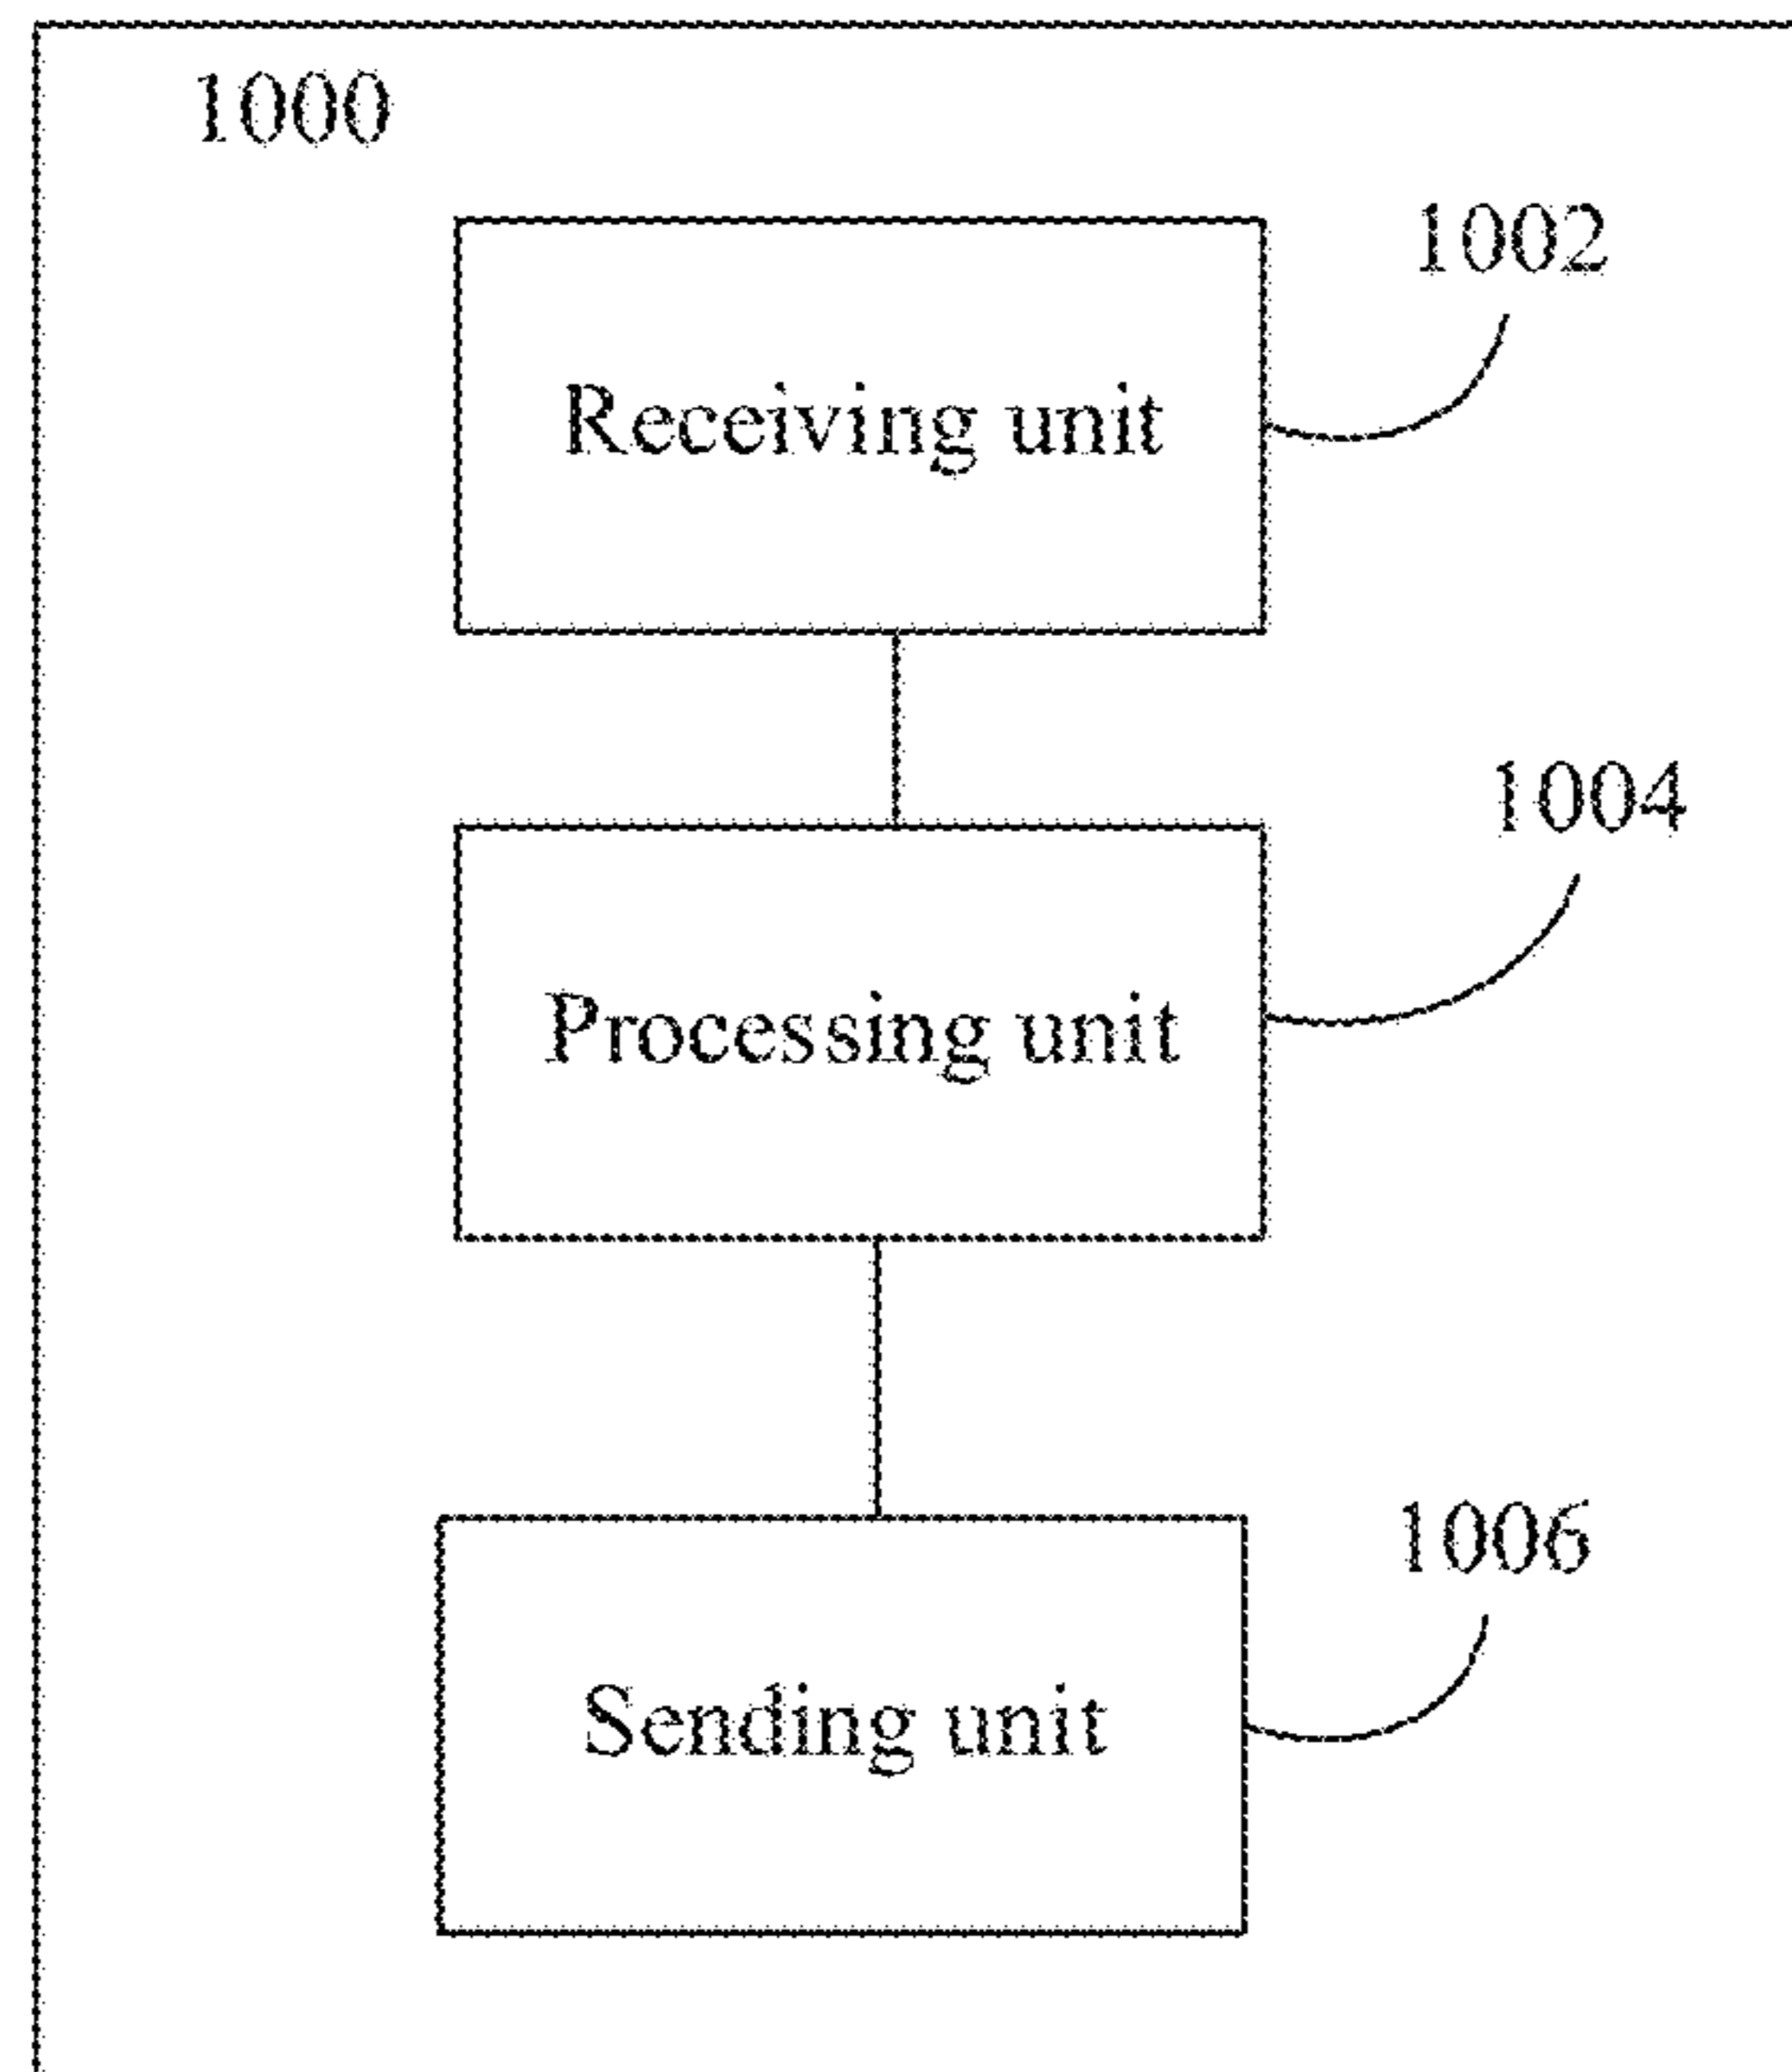 1000
1002
Receiving unit
1004
Processing unit
1006
Sending unit